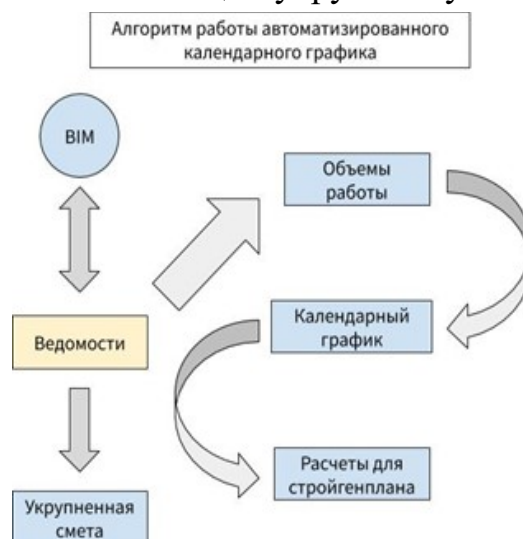 Алгоритм работы автоматизированного
календарного графика
BIM
Объемы
работы
Ведомости
Календарный
график
Расчеты для
стройгенплана
Укрупненная
смета